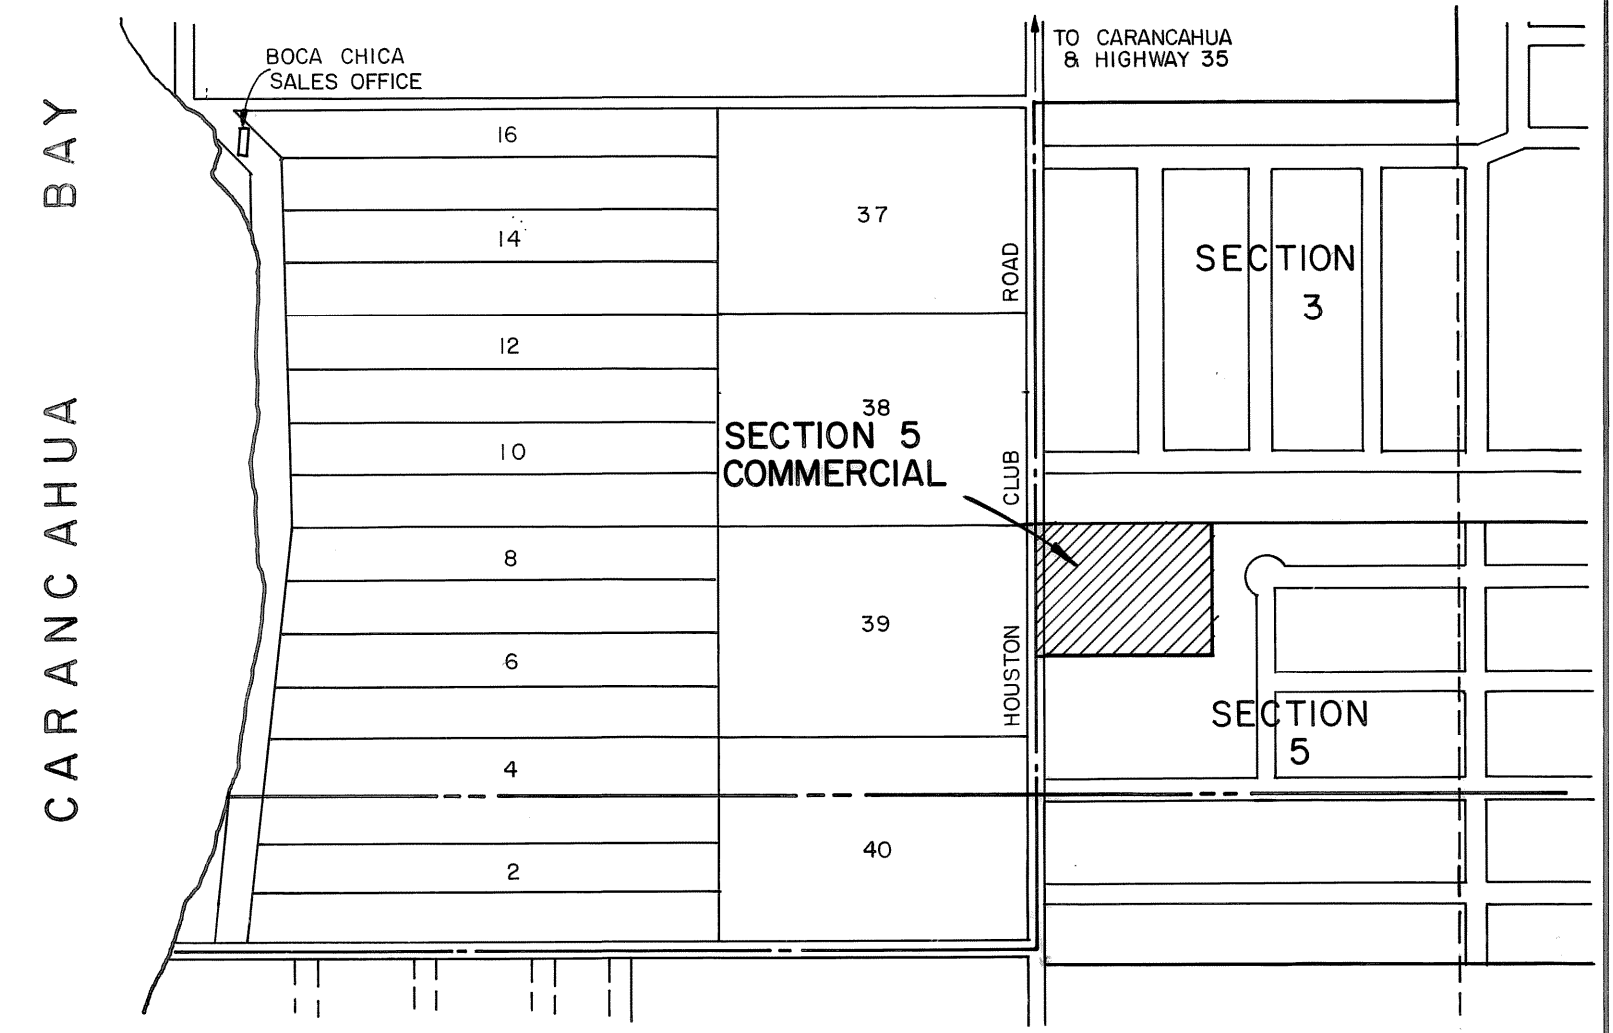 BOCA CHICA
SALES OFFICE
TO CARANCAHUA
& HIGHWAY 35
CARANCAHUA BAY
16
14
12
10
8
6
4
2
37
38
39
40
SECTION 5
COMMERCIAL
HOUSTON CLUB ROAD
SECTION
3
SECTION
5